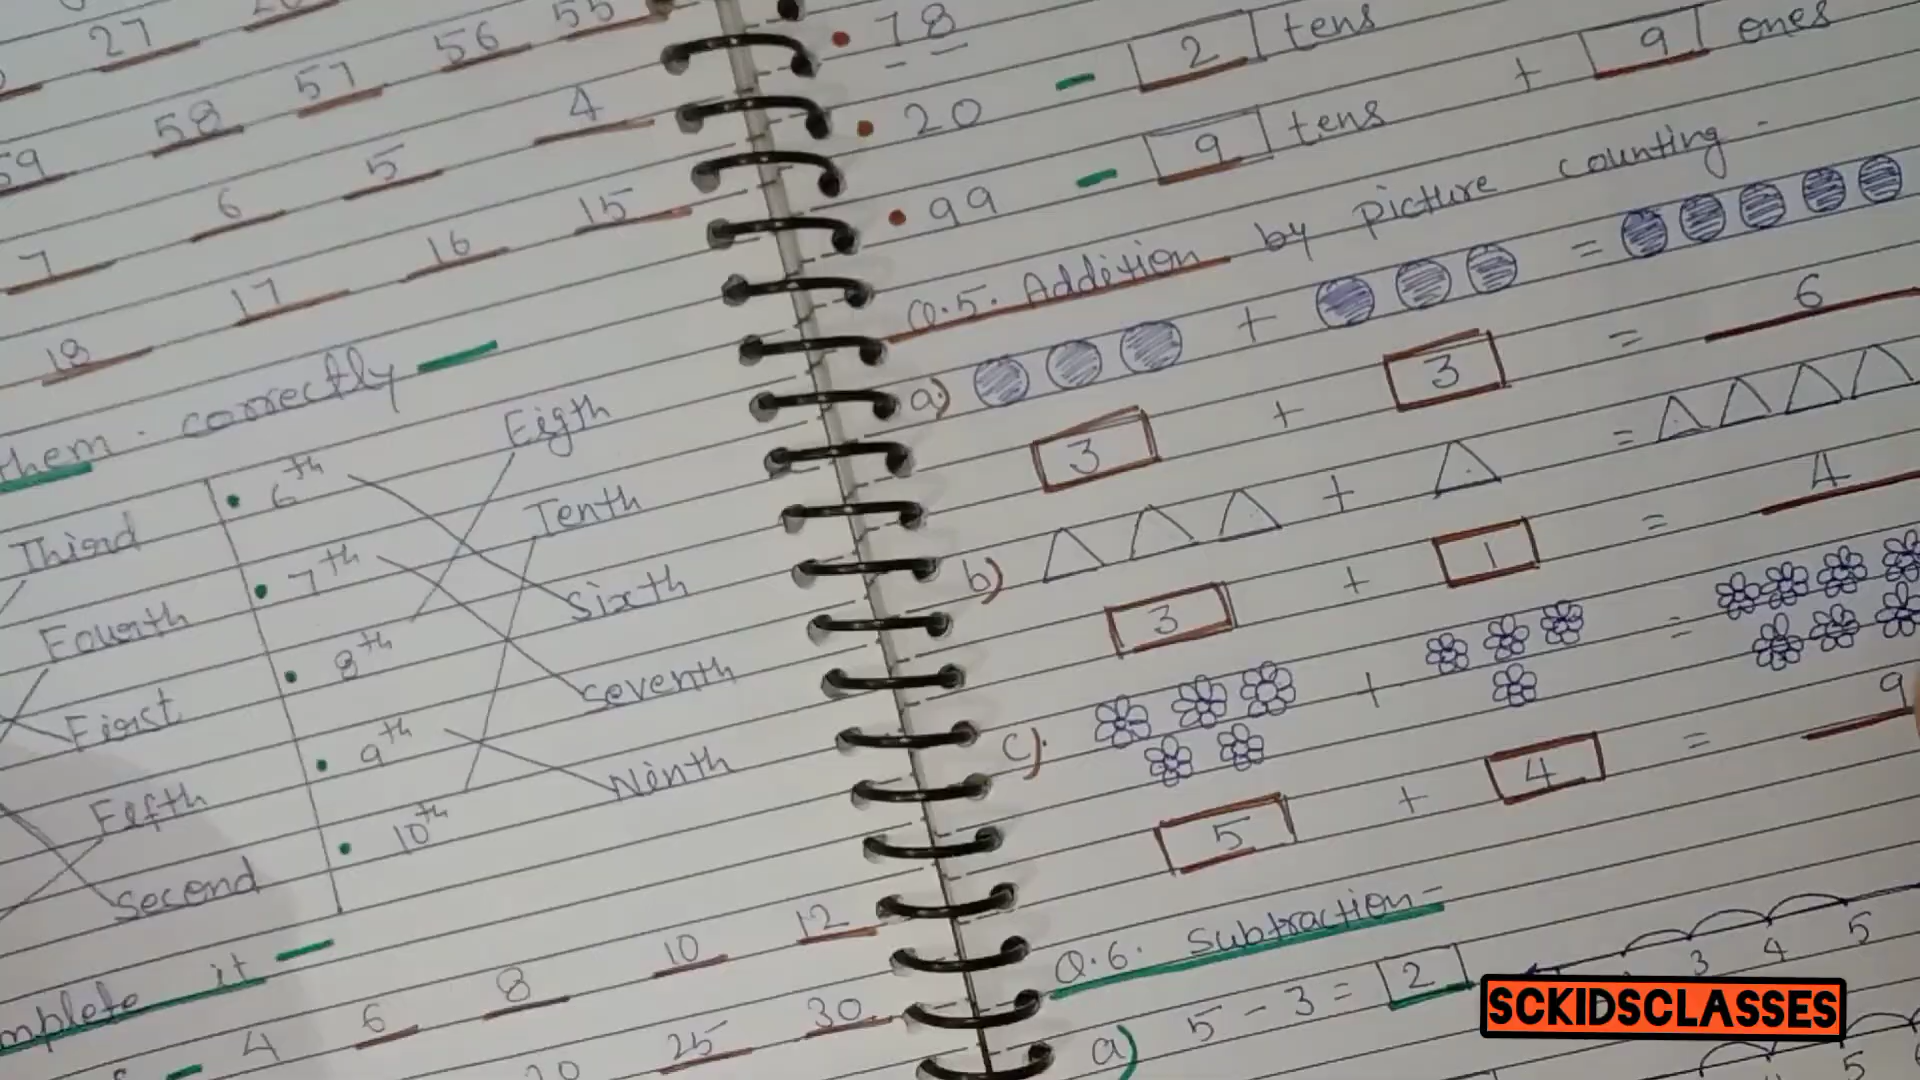 27
59 58 57 56 55
7 6 5 4
18 17 16 15
them. correctly
Third
Fourth
First
Fifth
Second
6th
7th
8th
9th
10th
Eigth
Tenth
Sixth
Seventh
Ninth
it
4 6 8 10 12
20 25 30
78
20 2 tens
99 9 tens + 9 ones
Q.5. Addition by picture counting.
a) + =
3 + 3 = 6
b) + =
3 + 1 = 4
c). + =
5 + 4 = 9
Q.6. Subtraction-
a) 5 - 3 = 2
3 4 5
5
SCKIDSCLASSES